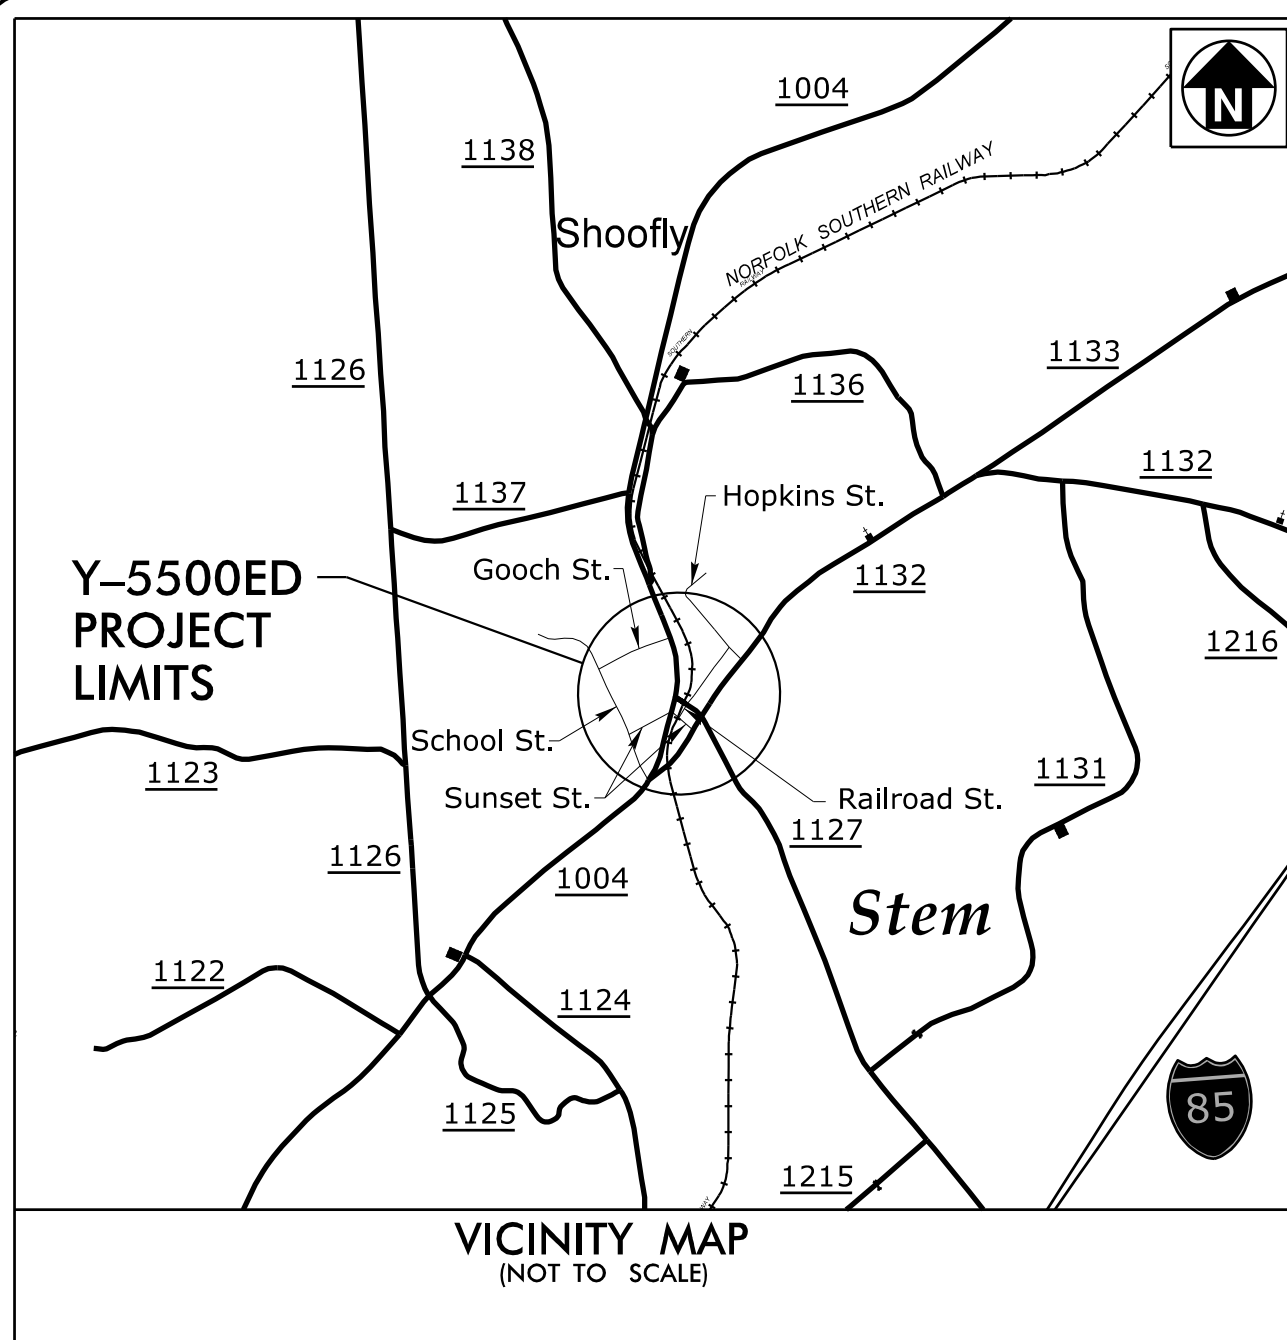 1004
1138
N
Shoofly
NORFOLK SOUTHERN RAILWAY
RAILWAY
SOUTHERN
1126
1133
1136
1132
1137
Hopkins St.
Gooch St.
Y-5500ED
PROJECT
LIMITS
1132
1216
School St.
1123
1131
Sunset St.
Railroad St.
1127
1126
1004
Stem
1122
1124
1125
85
1215
VICINITY MAP
(NOT TO SCALE)